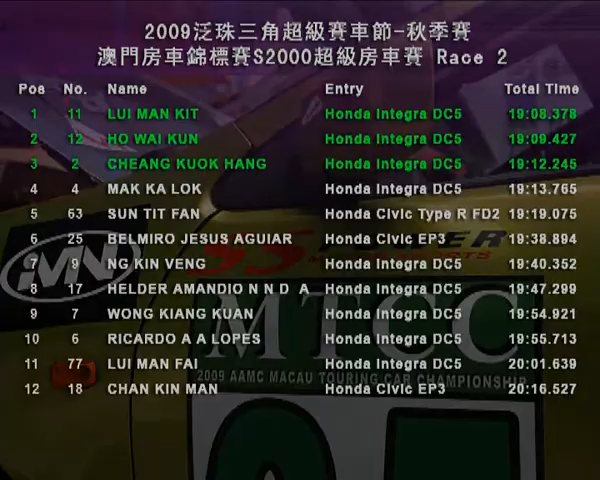 2009泛珠三角超級賽車節-秋季賽
澳門房車錦標賽S2000超級房車賽 Race 2
Pos No. Name Entry Total Time
1 11 LUI MAN KIT Honda Integra DC5 19:08.378
2 12 HO WAI KUN Honda Integra DC5 19:09.427
3 2 CHEANG KUOK HANG Honda Integra DC5 19:12.245
4 4 MAK KA LOK Honda Integra DC5 19:13.765
5 63 SUN TIT FAN Honda Civic Type R FD2 19:19.075
6 25 BELMIRO JESUS AGUIAR Honda Civic EP3 19:38.894
7 9 NG KIN VENG Honda Integra DC5 19:40.352
8 17 HELDER AMANDIO N N D A Honda Integra DC5 19:47.299
9 7 WONG KIANG KUAN Honda Integra DC5 19:54.921
10 6 RICARDO A A LOPES Honda Integra DC5 19:55.713
11 77 LUI MAN FAI Honda Integra DC5 20:01.639
12 18 CHAN KIN MAN Honda Civic EP3 20:16.527
MTCC
2009 AAMC MACAU TOURING CAR CHAMPIONSHIP